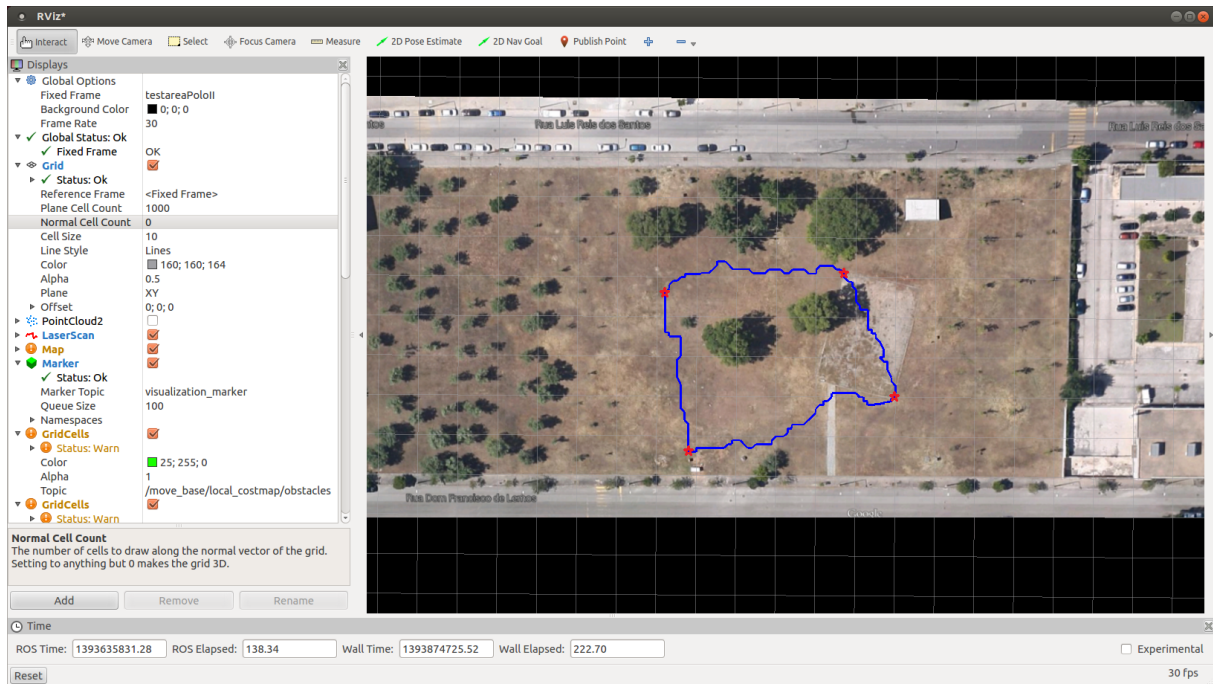 RViz*
Interact Move Camera Select Focus Camera Measure 2D Pose Estimate 2D Nav Goal Publish Point
Displays
Global Options
Fixed Frame testareaPoloII
Background Color 0; 0; 0
Frame Rate 30
Global Status: Ok
Fixed Frame OK
Grid
Status: Ok
Reference Frame <Fixed Frame>
Plane Cell Count 1000
Normal Cell Count 0
Cell Size 10
Line Style Lines
Color 160; 160; 164
Alpha 0.5
Plane XY
Offset 0; 0; 0
PointCloud2
LaserScan
Map
Marker
Status: Ok
Marker Topic visualization_marker
Queue Size 100
Namespaces
GridCells
Status: Warn
Color 25; 255; 0
Alpha 1
Topic /move_base/local_costmap/obstacles
GridCells
Status: Warn
Normal Cell Count
The number of cells to draw along the normal vector of the grid.
Setting to anything but 0 makes the grid 3D.
Add Remove Rename
tos Rua Luis Reis dos Santos Rua Luis Reis dos Sa
Rua Dom Francisco de Lemos
Google
Time
ROS Time: 1393635831.28 ROS Elapsed: 138.34 Wall Time: 1393874725.52 Wall Elapsed: 222.70 Experimental
Reset 30 fps